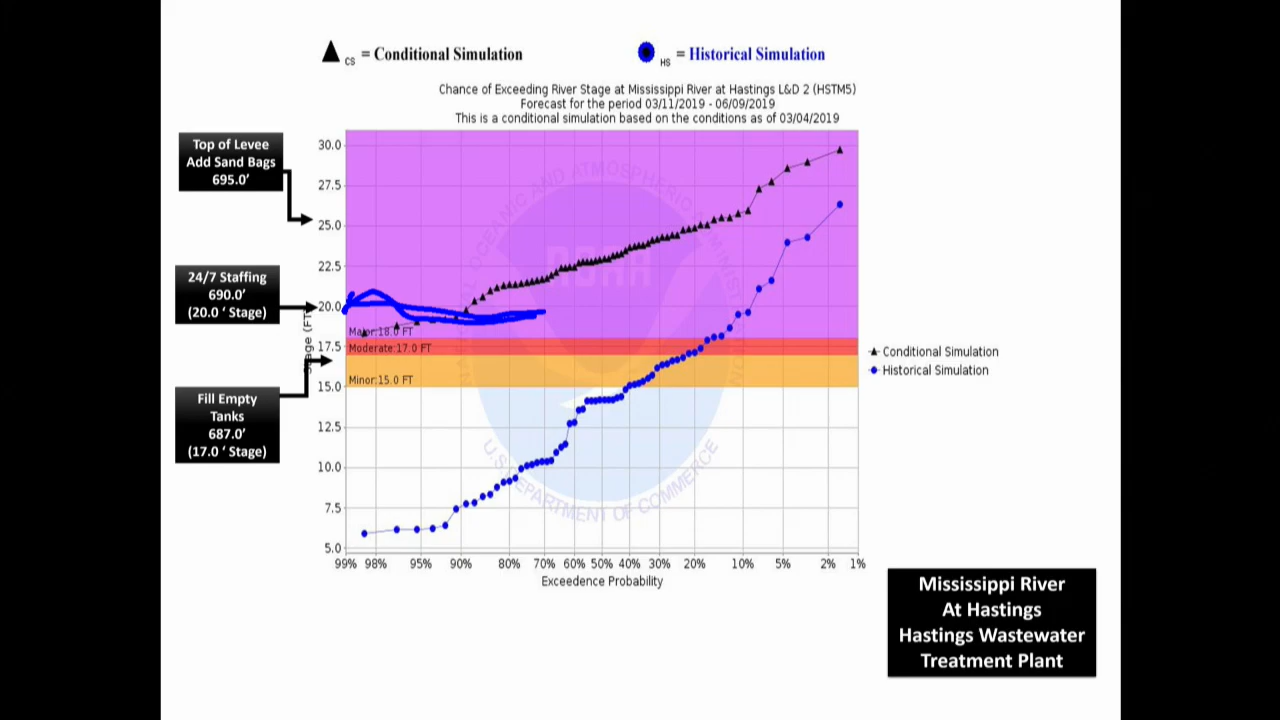 CS = Conditional Simulation
HS = Historical Simulation
Chance of Exceeding River Stage at Mississippi River at Hastings L&D 2 (HSTM5)
Forecast for the period 03/11/2019 - 06/09/2019
This is a conditional simulation based on the conditions as of 03/04/2019
Top of Levee
Add Sand Bags
695.0’
24/7 Staffing
690.0’
(20.0 ‘ Stage)
Fill Empty
Tanks
687.0’
(17.0 ‘ Stage)
30.0
27.5
25.0
22.5
20.0
17.5
15.0
12.5
10.0
7.5
5.0
Major:18.0 FT
Moderate:17.0 FT
Minor:15.0 FT
NOAA
U.S. DEPARTMENT OF COMMERCE
99% 98% 95% 90% 80% 70% 60% 50% 40% 30% 20% 10% 5% 2% 1%
Exceedence Probability
Conditional Simulation
Historical Simulation
Mississippi River
At Hastings
Hastings Wastewater
Treatment Plant